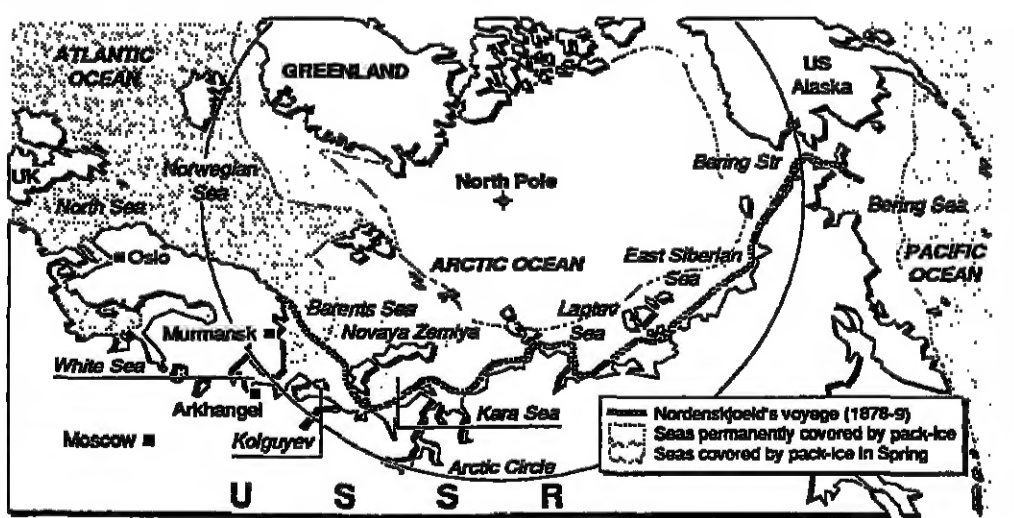 ATLANTIC
OCEAN
GREENLAND
US
Alaska
UK
Norwegian
Sea
North Sea
North Pole
Bering Str
Bering Sea
PACIFIC
OCEAN
Oslo
ARCTIC OCEAN
East Siberian
Sea
Barents Sea
Laptev
Sea
Murmansk
Novaya Zemlya
White Sea
Arkhangel
Kara Sea
Moscow
Kolguyev
Arctic Circle
Nordenskjoeld's voyage (1878-9)
Seas permanently covered by pack-ice
Seas covered by pack-ice in Spring
U S S R